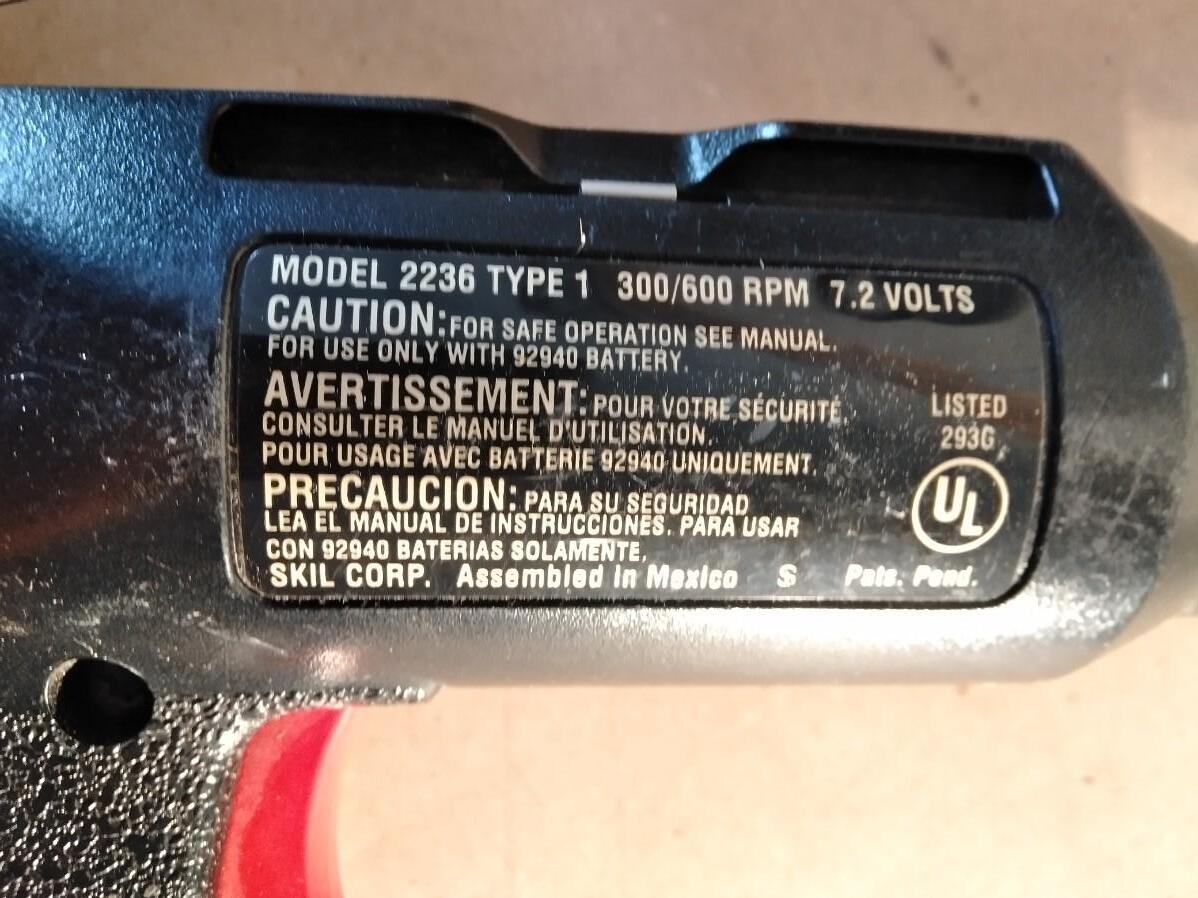 MODEL 2236 TYPE 1 300/600 RPM 7.2 VOLTS
CAUTION: FOR SAFE OPERATION SEE MANUAL.
FOR USE ONLY WITH 92940 BATTERY.
AVERTISSEMENT: POUR VOTRE SÉCURITÉ,
CONSULTER LE MANUEL D'UTILISATION.
POUR USAGE AVEC BATTERIE 92940 UNIQUEMENT.
PRECAUCION: PARA SU SEGURIDAD
LEA EL MANUAL DE INSTRUCCIONES. PARA USAR
CON 92940 BATERIAS SOLAMENTE.
SKIL CORP. Assembled in Mexico S Pats. Pend.
LISTED
293G
UL